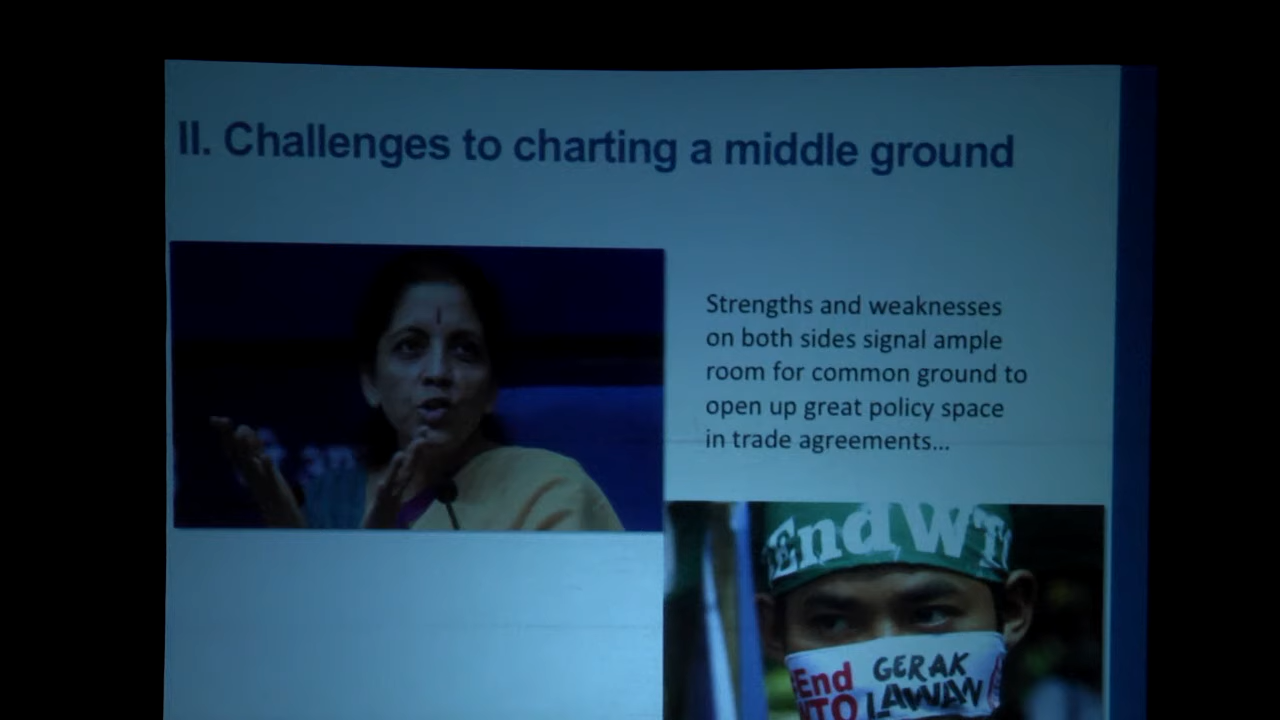 II. Challenges to charting a middle ground
Strengths and weaknesses
on both sides signal ample
room for common ground to
open up great policy space
in trade agreements...
End WT
End
WTO
GERAK
LAWAN